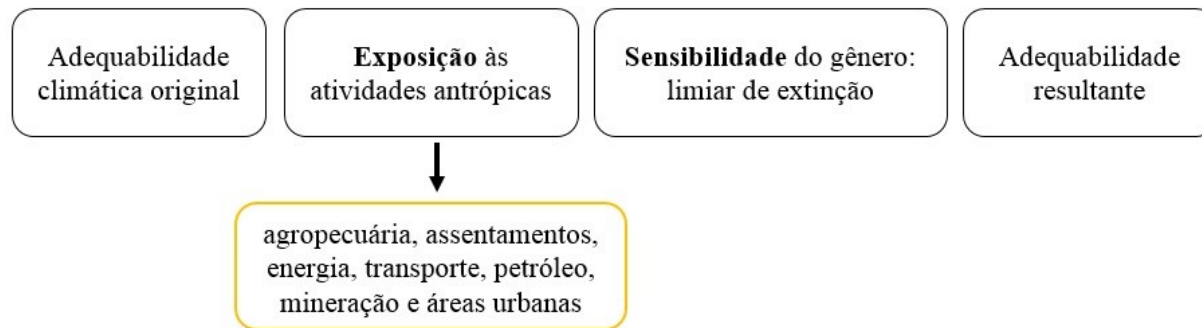 Adequabilidade
climática original
Exposição às
atividades antrópicas
Sensibilidade do gênero:
limiar de extinção
Adequabilidade
resultante
agropecuária, assentamentos,
energia, transporte, petróleo,
mineração e áreas urbanas